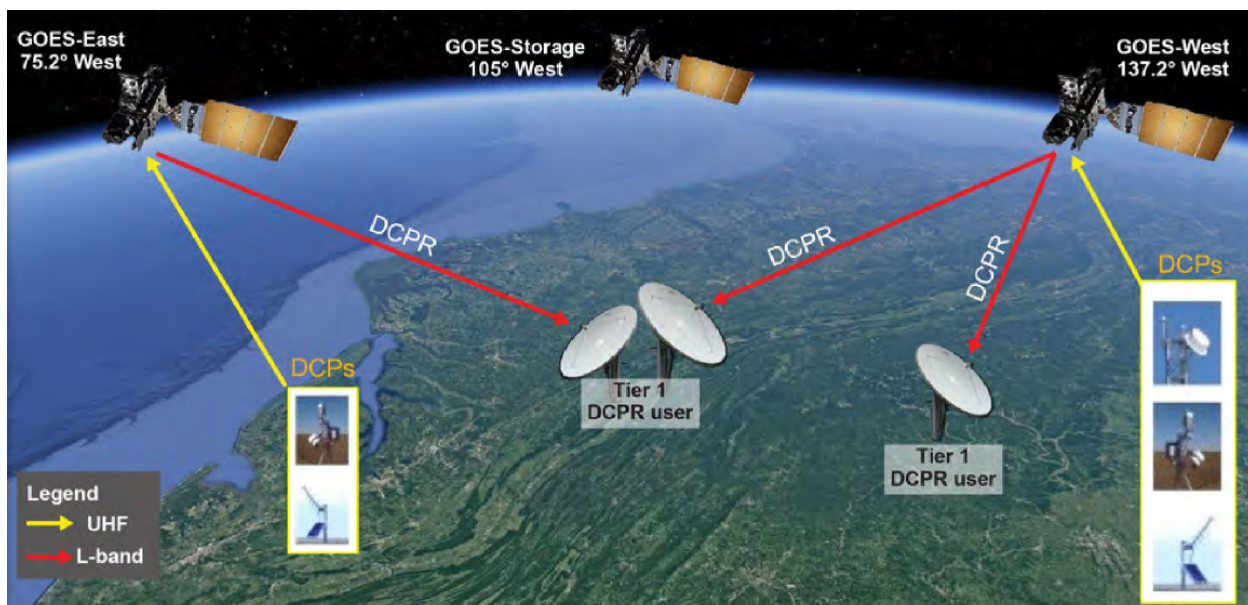 GOES-East
75.2° West
GOES-Storage
105° West
GOES-West
137.2° West
DCPR
DCPR
DCPR
DCPs
DCPs
Tier 1
DCPR user
Tier 1
DCPR user
Legend
UHF
L-band